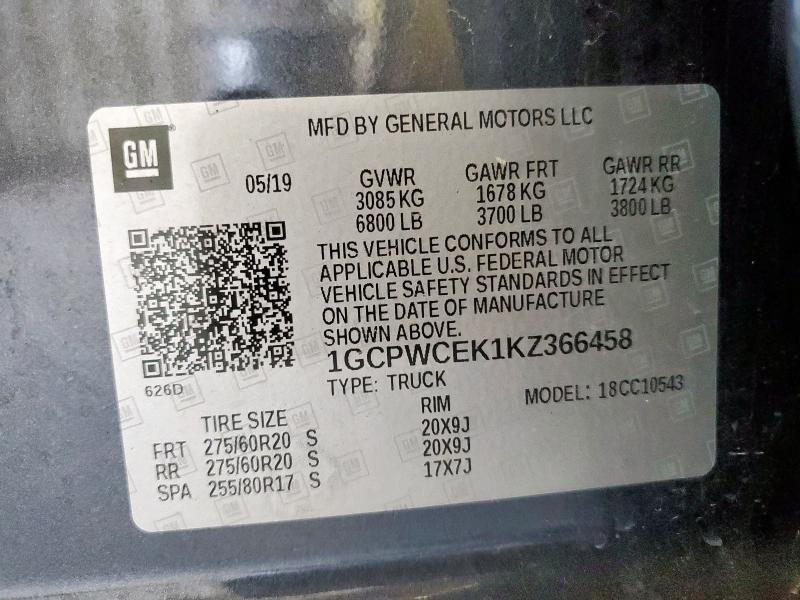 GM
MFD BY GENERAL MOTORS LLC
05/19 GVWR GAWR FRT GAWR RR
3085 KG 1678 KG 1724 KG
6800 LB 3700 LB 3800 LB
THIS VEHICLE CONFORMS TO ALL
APPLICABLE U.S. FEDERAL MOTOR
VEHICLE SAFETY STANDARDS IN EFFECT
ON THE DATE OF MANUFACTURE
SHOWN ABOVE.
1GCPWCEK1KZ366458
626D
TYPE: TRUCK MODEL: 18CC10543
TIRE SIZE RIM
FRT 275/60R20 S 20X9J
RR 275/60R20 S 20X9J
SPA 255/80R17 S 17X7J